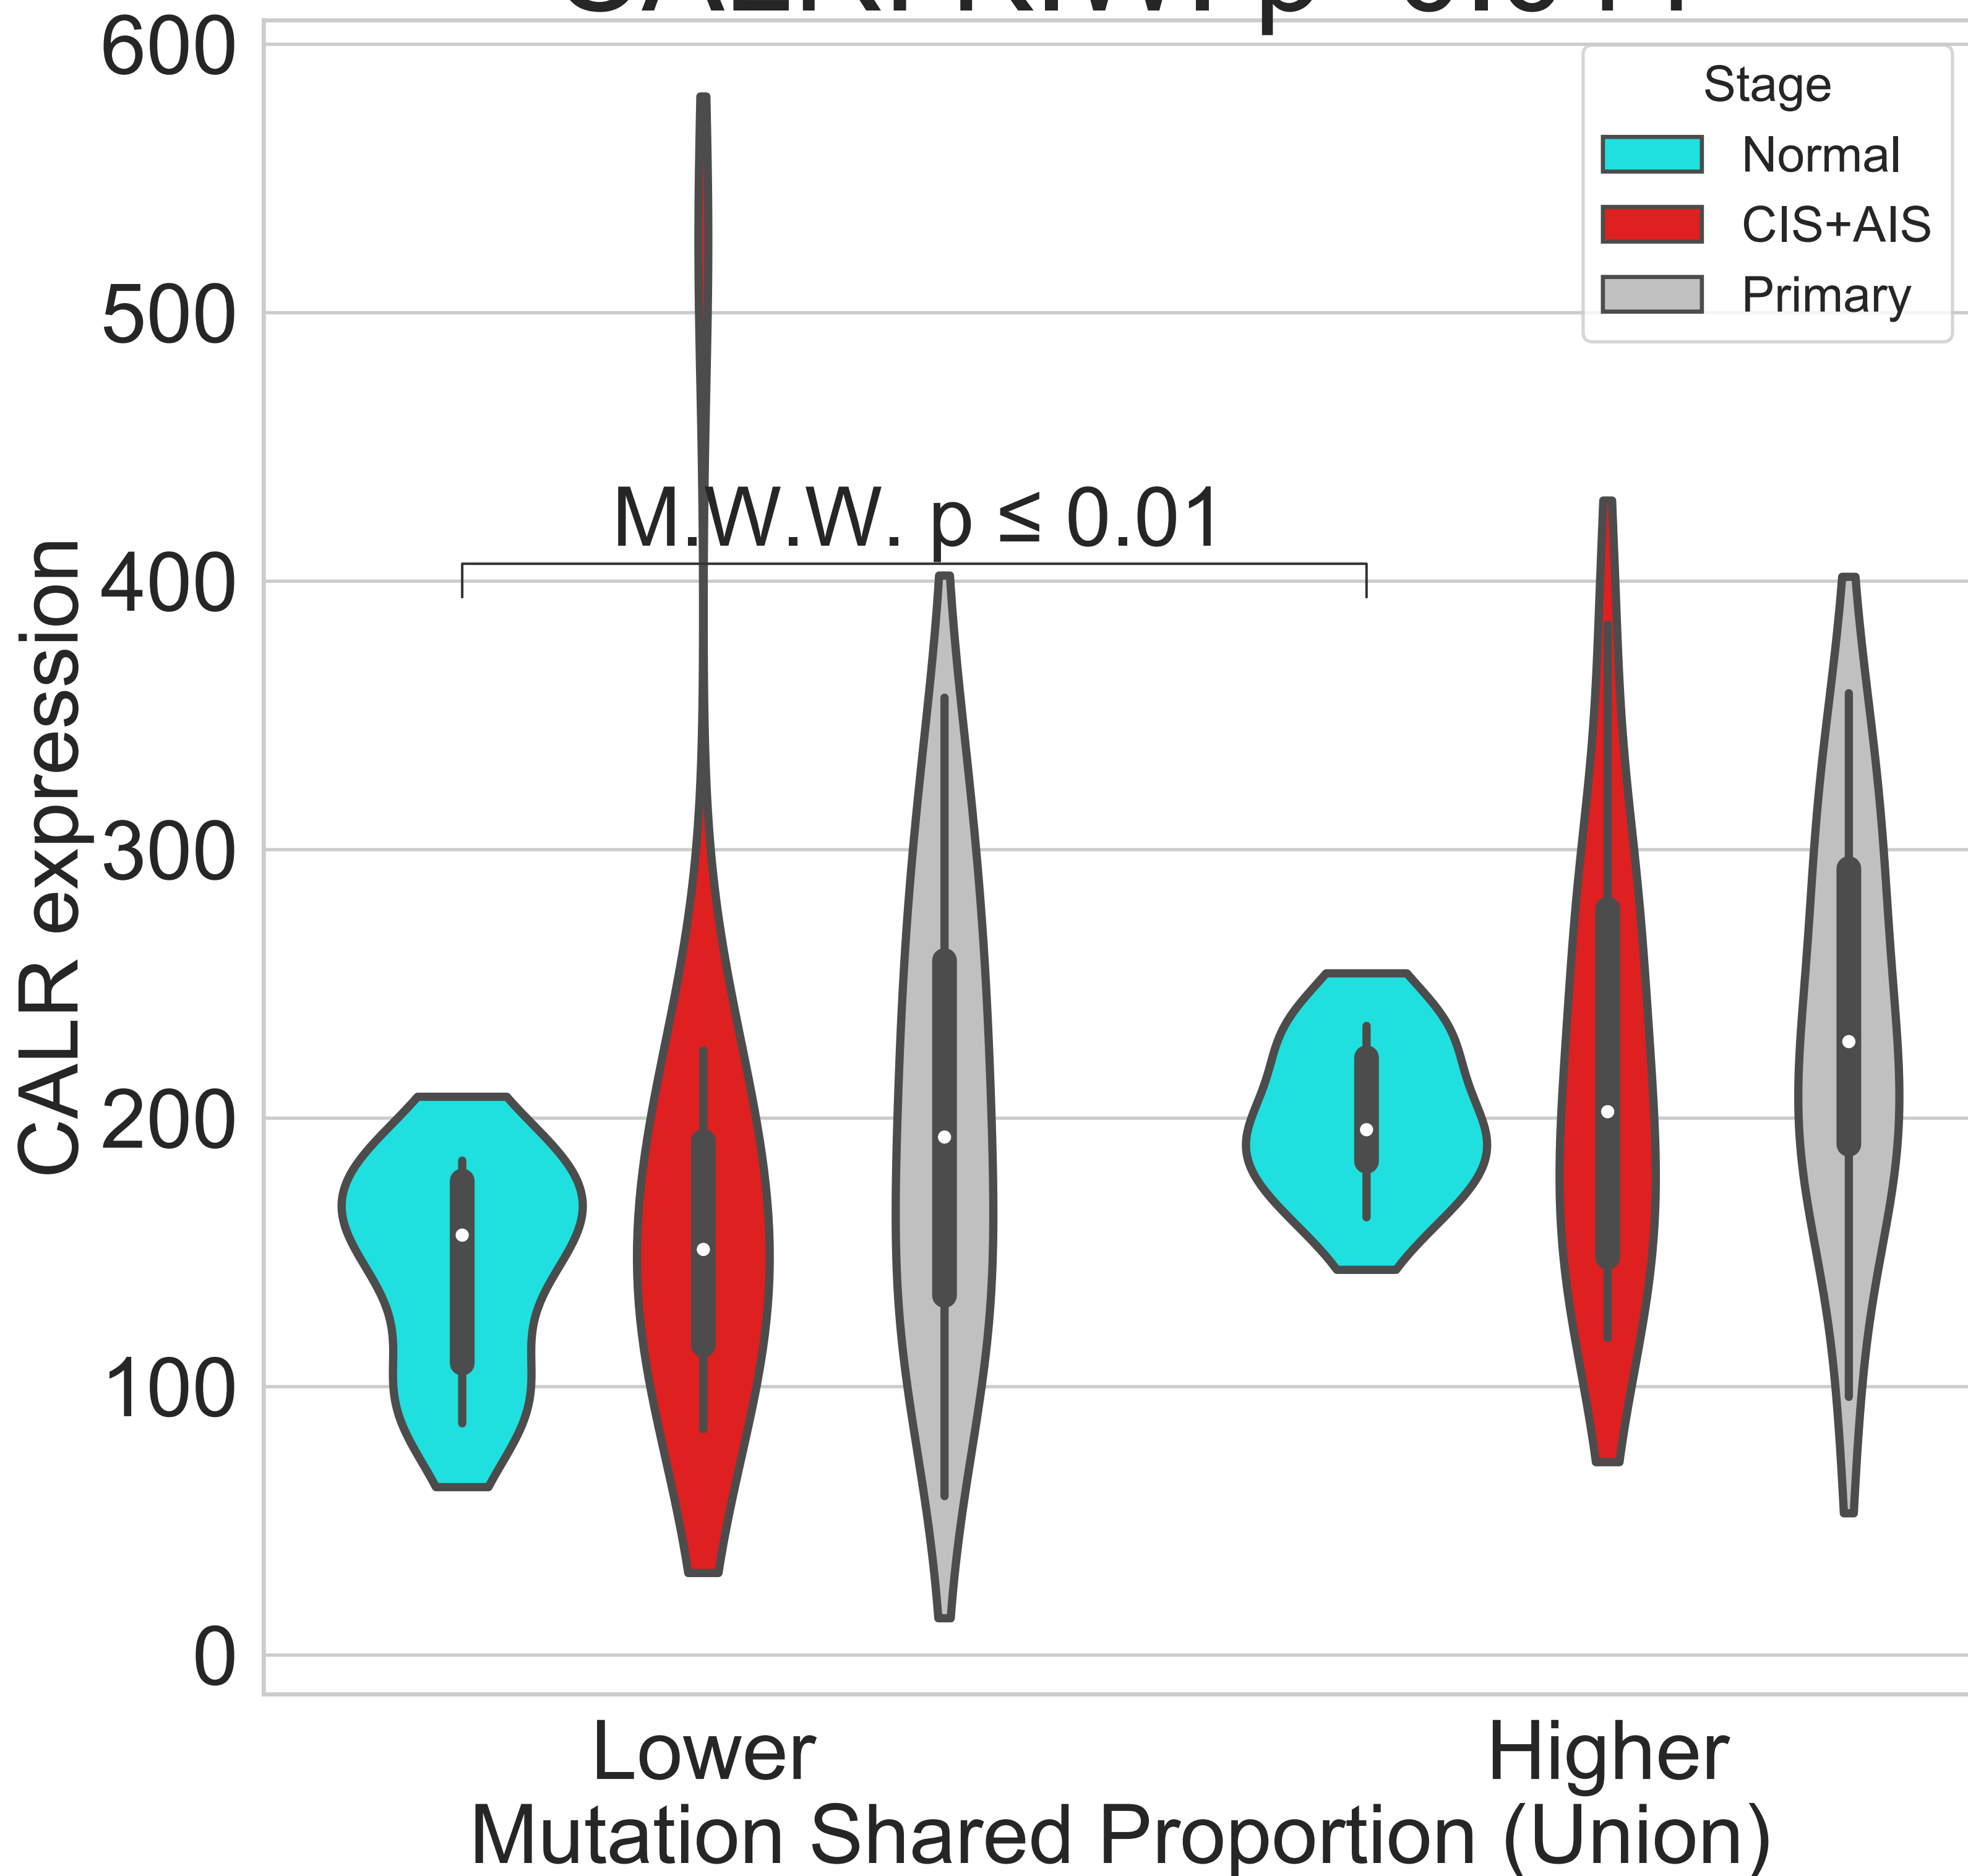 600
500
400
300
200
100
0
CALR expression
Stage
Normal
CIS+AIS
Primary
M.W.W. p ≤ 0.01
Lower
Higher
Mutation Shared Proportion (Union)